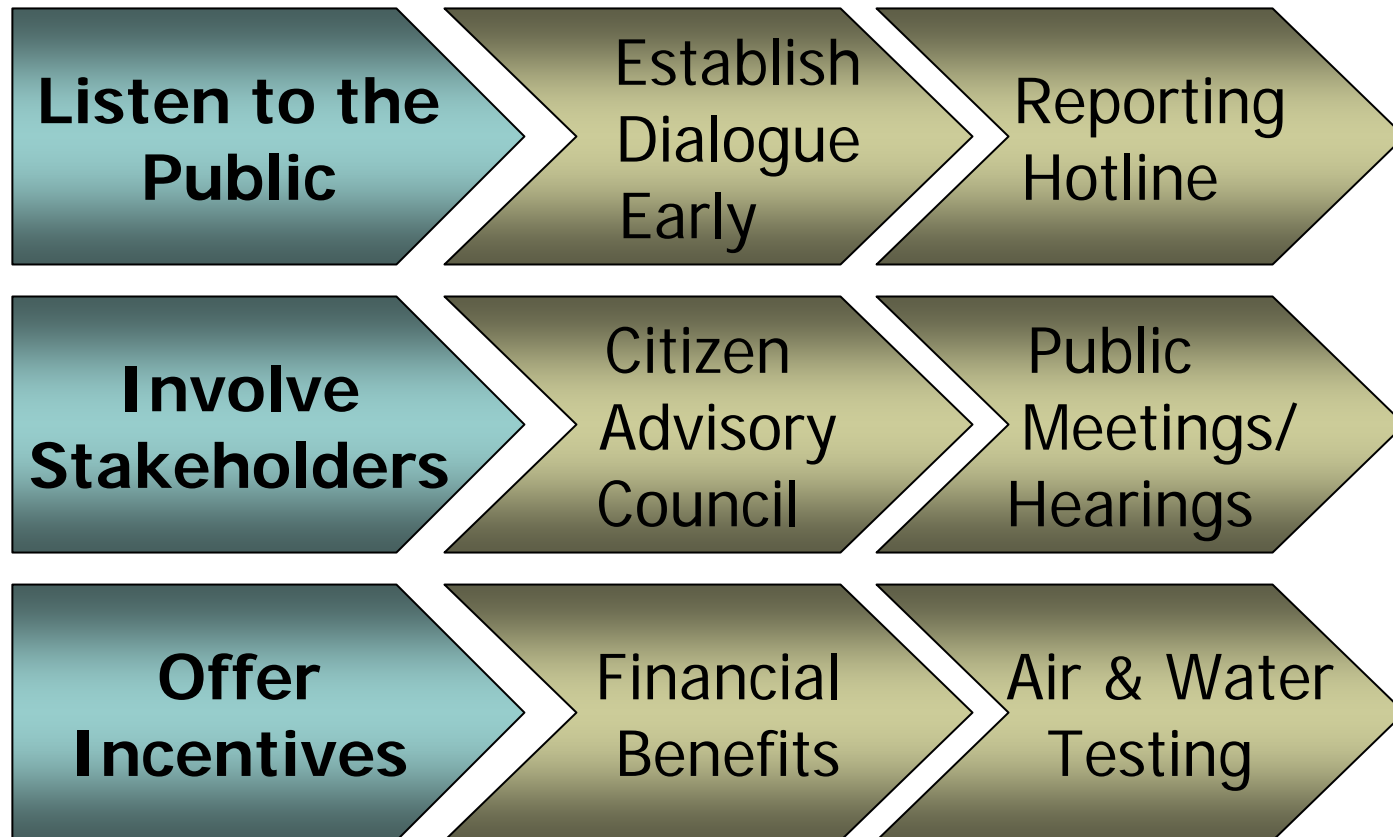 Listen to the
Public
Establish
Dialogue
Early
Reporting
Hotline
Involve
Stakeholders
Citizen
Advisory
Council
Public
Meetings/
Hearings
Offer
Incentives
Financial
Benefits
Air & Water
Testing